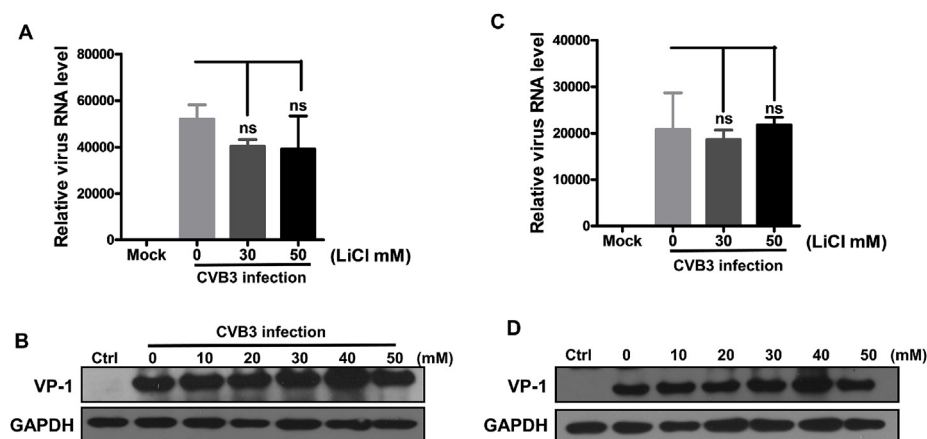 A
Relative virus RNA level
80000
60000
40000
20000
0
ns
ns
Mock
0
30
50
(LiCl mM)
CVB3 infection
C
Relative virus RNA level
40000
30000
20000
10000
0
ns
ns
Mock
0
30
50
(LiCl mM)
CVB3 infection
B
CVB3 infection
Ctrl 0 10 20 30 40 50 (mM)
VP-1
GAPDH
D
Ctrl 0 10 20 30 40 50 (mM)
VP-1
GAPDH